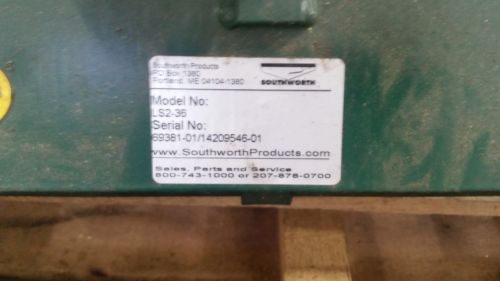 Southworth Products
PO Box 1380
Portland, ME 04104-1380
SOUTHWORTH
Model No:
LS2-36
Serial No:
69381-01/14209546-01
www.SouthworthProducts.com
Sales, Parts and Service
800-743-1000 or 207-878-0700